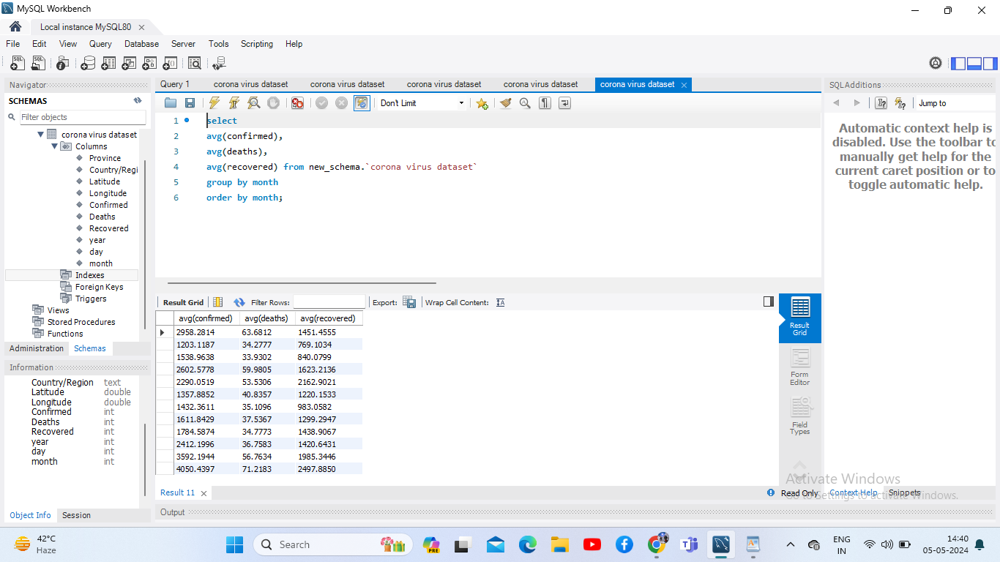 MySQL Workbench
Local instance MySQL80
File Edit View Query Database Server Tools Scripting Help
Navigator
SCHEMAS
Filter objects
corona virus dataset
Columns
Province
Country/Regi
Latitude
Longitude
Confirmed
Deaths
Recovered
year
day
month
Indexes
Foreign Keys
Triggers
Views
Stored Procedures
Functions
Administration Schemas
Information
Country/Region text
Latitude double
Longitude double
Confirmed int
Deaths int
Recovered int
year int
day int
month int
Object Info Session
Query 1 corona virus dataset corona virus dataset corona virus dataset corona virus dataset corona virus dataset
Don't Limit
1 select
2 avg(confirmed),
3 avg(deaths),
4 avg(recovered) from new_schema.`corona virus dataset`
5 group by month
6 order by month;
Result Grid Filter Rows: Export: Wrap Cell Content:
avg(confirmed) avg(deaths) avg(recovered)
2958.2814 63.6812 1451.4555
1203.1187 34.2777 769.1034
1538.9638 33.9302 840.0799
2602.5778 59.9805 1623.2136
2290.0519 53.5306 2162.9021
1357.8852 40.8357 1220.1533
1432.3611 35.1096 983.0582
1611.8429 37.5367 1299.2947
1784.5874 34.7773 1438.9067
2412.1996 36.7583 1420.6431
3592.1944 56.7634 1985.3446
4050.4397 71.2183 2497.8850
Result
Grid
Form
Editor
Field
Types
Result 11
Read Only
Output
SQLAdditions
Jump to
Automatic context help is
disabled. Use the toolbar to
manually get help for the
current caret position or to
toggle automatic help.
Activate Windows
Go to Settings to activate Windows.
Context Help Snippets
42°C
Haze
Search
PRE
ENG
IN
14:40
05-05-2024